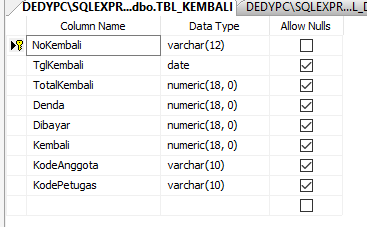 DEDYPC\SQLEXPR...dbo.TBL_KEMBALI DEDYPC\SQLEXPR...L_D
Column Name Data Type Allow Nulls
NoKembali varchar(12)
TglKembali date
TotalKembali numeric(18, 0)
Denda numeric(18, 0)
Dibayar numeric(18, 0)
Kembali numeric(18, 0)
KodeAnggota varchar(10)
KodePetugas varchar(10)